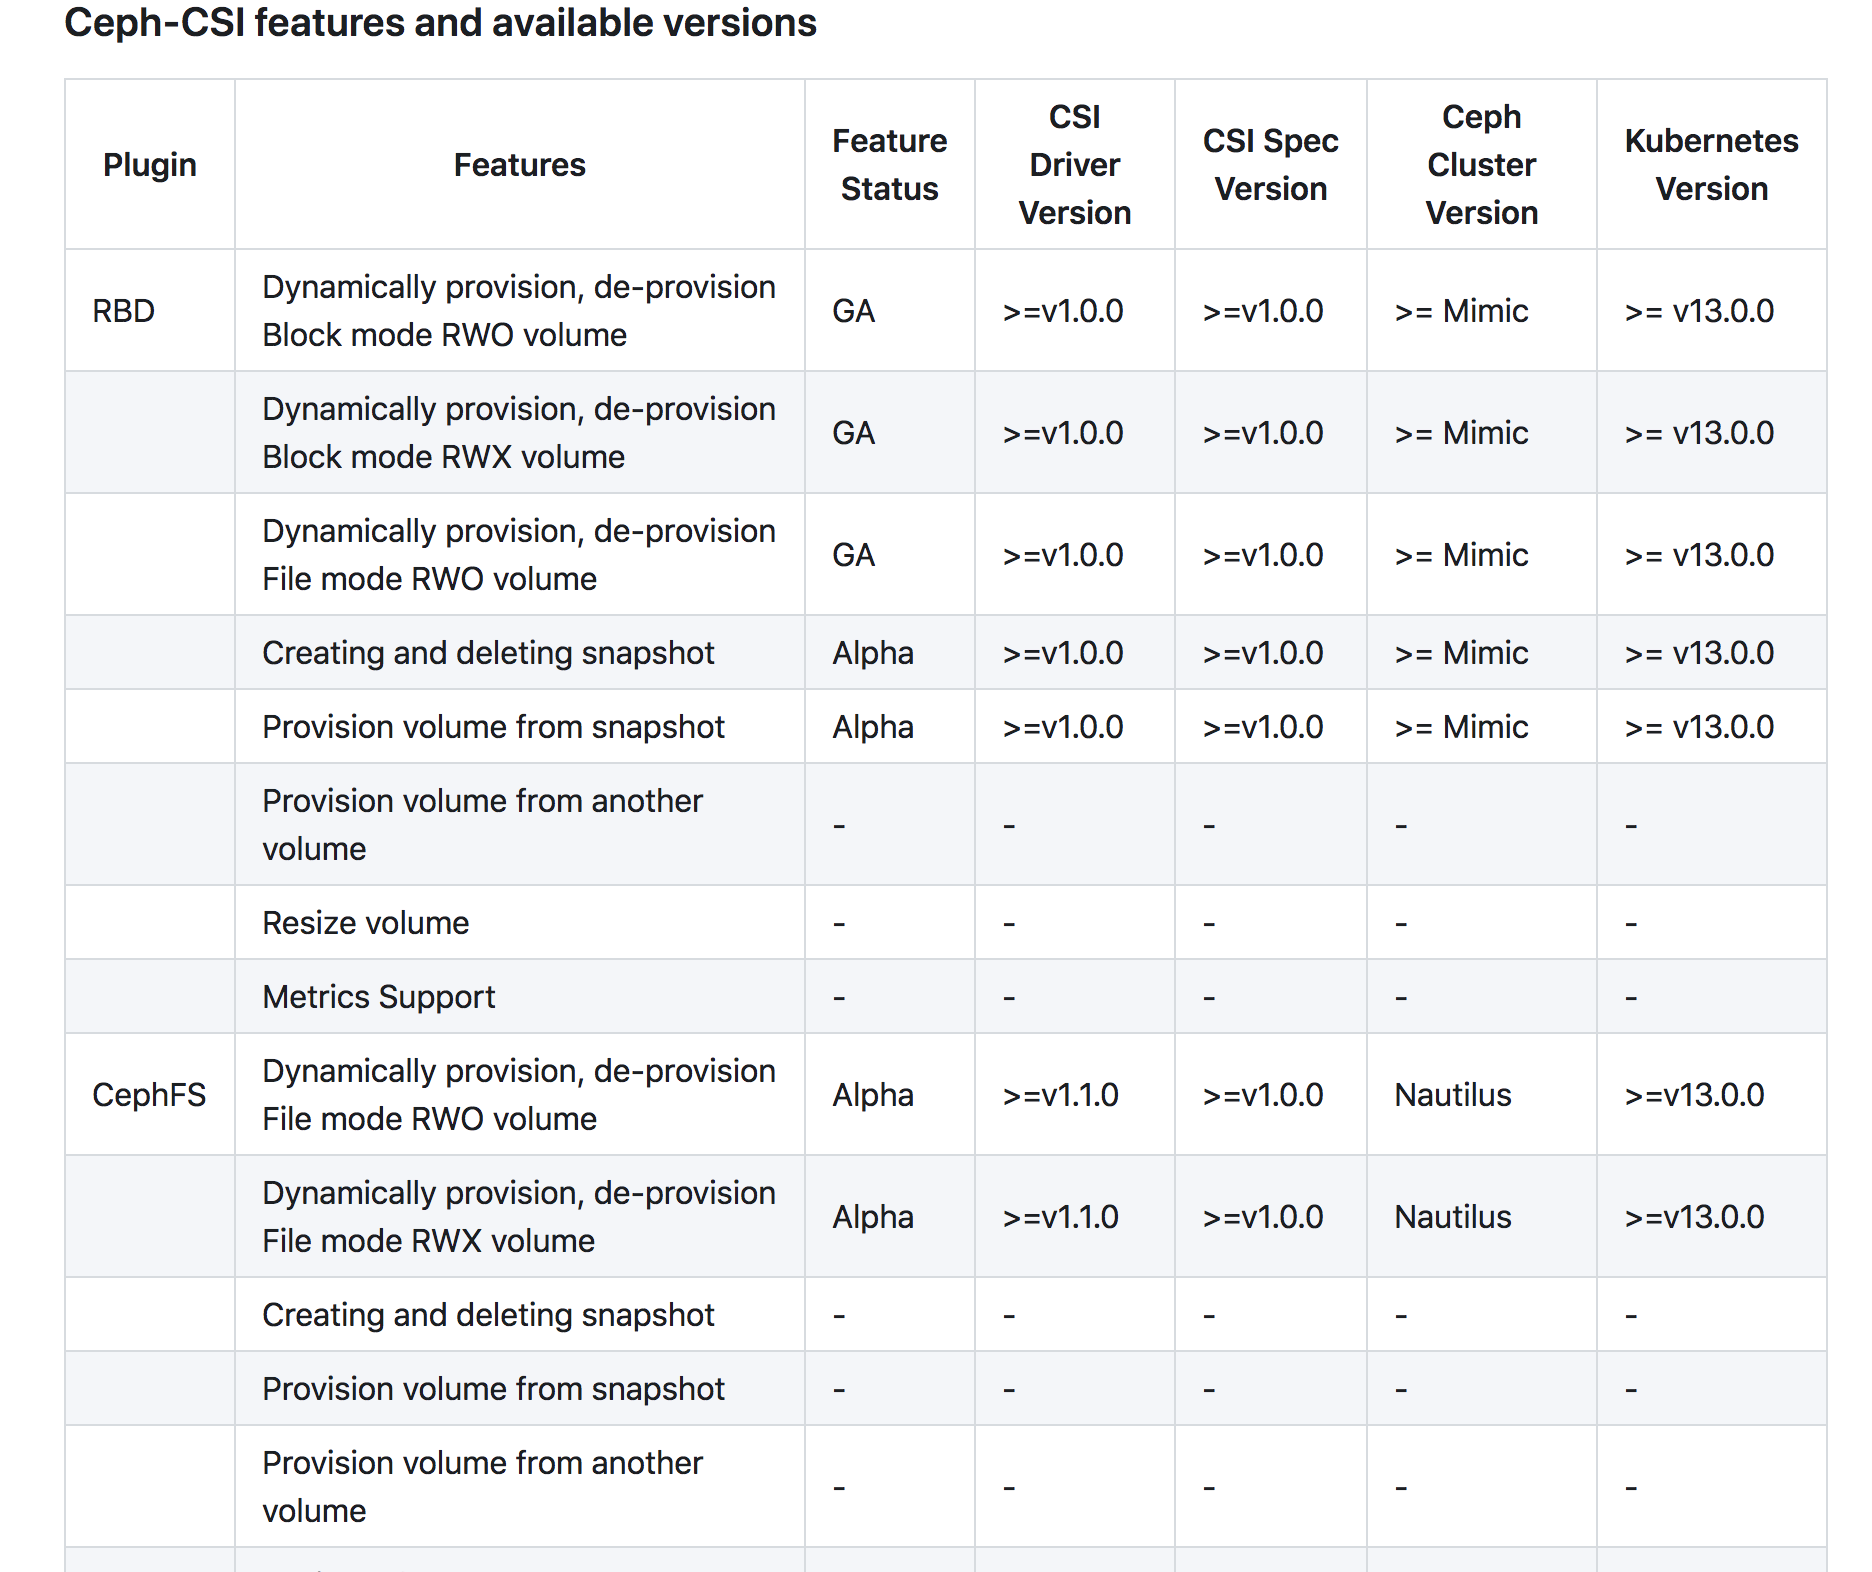 Ceph-CSI features and available versions
Plugin
Features
Feature
Status
CSI
Driver
Version
CSI Spec
Version
Ceph
Cluster
Version
Kubernetes
Version
RBD
Dynamically provision, de-provision
Block mode RWO volume
GA
>=v1.0.0
>=v1.0.0
>= Mimic
>= v13.0.0
Dynamically provision, de-provision
Block mode RWX volume
GA
>=v1.0.0
>=v1.0.0
>= Mimic
>= v13.0.0
Dynamically provision, de-provision
File mode RWO volume
GA
>=v1.0.0
>=v1.0.0
>= Mimic
>= v13.0.0
Creating and deleting snapshot
Alpha
>=v1.0.0
>=v1.0.0
>= Mimic
>= v13.0.0
Provision volume from snapshot
Alpha
>=v1.0.0
>=v1.0.0
>= Mimic
>= v13.0.0
Provision volume from another
volume
-
-
-
-
-
Resize volume
-
-
-
-
-
Metrics Support
-
-
-
-
-
CephFS
Dynamically provision, de-provision
File mode RWO volume
Alpha
>=v1.1.0
>=v1.0.0
Nautilus
>=v13.0.0
Dynamically provision, de-provision
File mode RWX volume
Alpha
>=v1.1.0
>=v1.0.0
Nautilus
>=v13.0.0
Creating and deleting snapshot
-
-
-
-
-
Provision volume from snapshot
-
-
-
-
-
Provision volume from another
volume
-
-
-
-
-